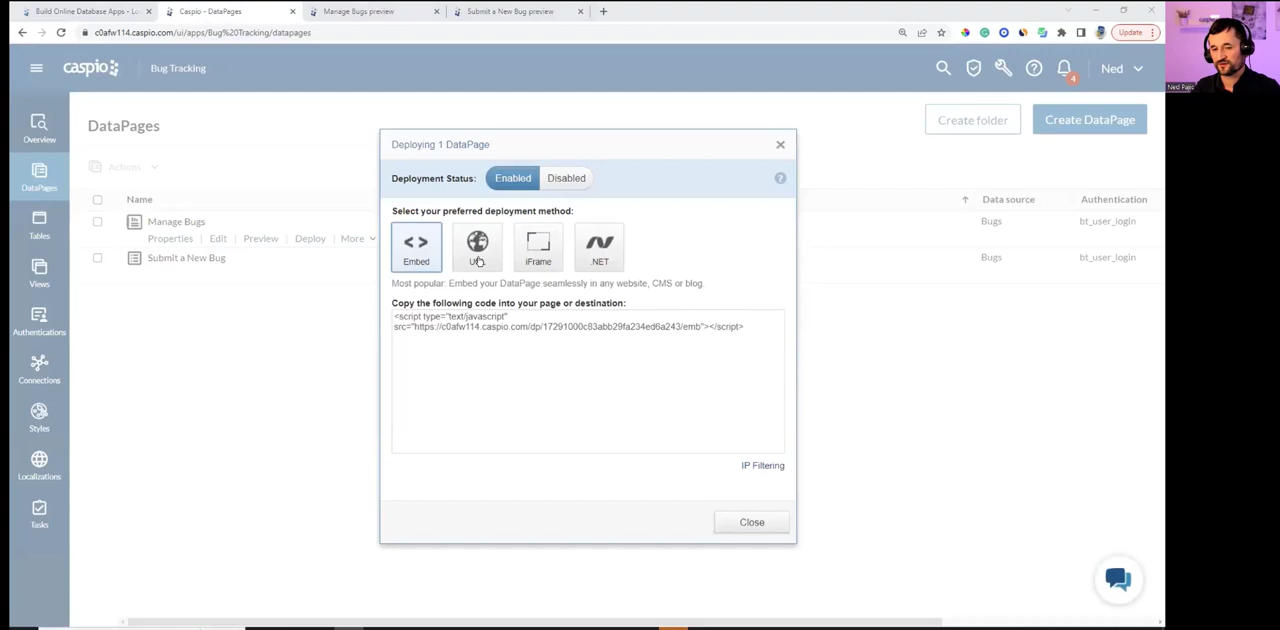 Build Online Database Apps - Lo
Caspio - DataPages
Manage Bugs preview
Submit a New Bug preview
c0afw114.caspio.com/ui/apps/Bug%20Tracking/datapages
Update
caspio
Bug Tracking
4
Ned
Ned Pajic
Overview
DataPages
Tables
Views
Authentications
Connections
Styles
Localizations
Tasks
DataPages
Create folder
Create DataPage
Actions
Name
Data source
Authentication
Manage Bugs
Bugs
bt_user_login
Properties
Edit
Preview
Deploy
More
Submit a New Bug
Bugs
bt_user_login
Deploying 1 DataPage
Deployment Status:
Enabled
Disabled
Select your preferred deployment method:
Embed
iFrame
.NET
Most popular: Embed your DataPage seamlessly in any website, CMS or blog.
Copy the following code into your page or destination:
<script type="text/javascript"
src="https://c0afw114.caspio.com/dp/17291000c83abb29fa234ed6a243/emb"></script>
IP Filtering
Close